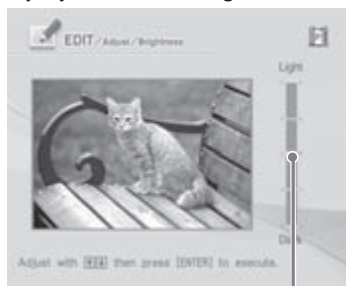 EDIT/Adjust/Brightness
Light
Dark
Adjust with then press [ENTER] to execute.